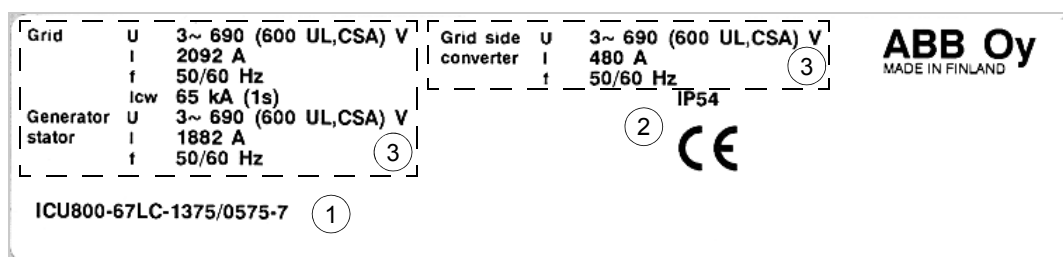 Grid U 3~ 690 (600 UL,CSA) V
I 2092 A
f 50/60 Hz
Icw 65 kA (1s)
Generator U 3~ 690 (600 UL,CSA) V
stator I 1882 A
f 50/60 Hz
3
Grid side U 3~ 690 (600 UL,CSA) V
converter I 480 A
f 50/60 Hz
3
IP54
2
CE
ABB Oy
MADE IN FINLAND
ICU800-67LC-1375/0575-7
1